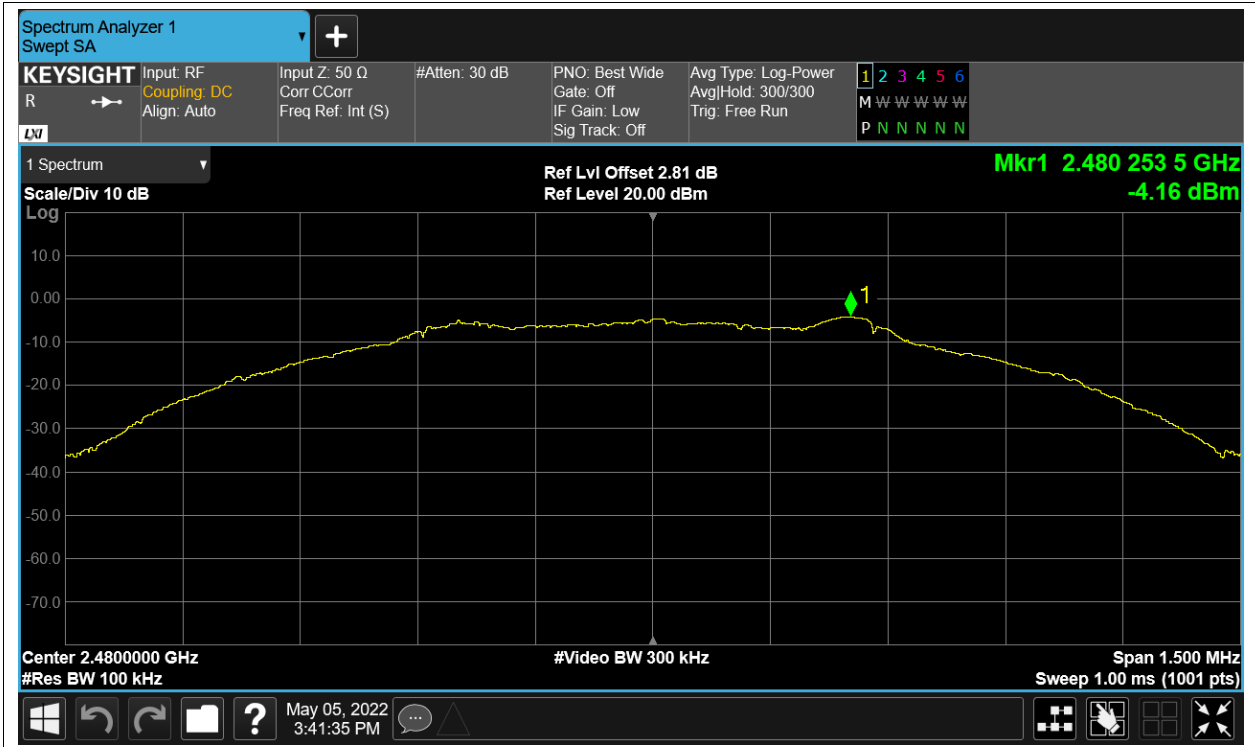 Spectrum Analyzer 1
Swept SA
KEYSIGHT
R
LXI
Input: RF
Coupling: DC
Align: Auto
Input Z: 50 Ω
Corr CCorr
Freq Ref: Int (S)
#Atten: 30 dB
PNO: Best Wide
Gate: Off
IF Gain: Low
Sig Track: Off
Avg Type: Log-Power
Avg|Hold: 300/300
Trig: Free Run
1 2 3 4 5 6
M W W W W W
P N N N N N
1 Spectrum
Scale/Div 10 dB
Log
Ref Lvl Offset 2.81 dB
Ref Level 20.00 dBm
Mkr1 2.480 253 5 GHz
-4.16 dBm
10.0
0.00
1
-10.0
-20.0
-30.0
-40.0
-50.0
-60.0
-70.0
Center 2.4800000 GHz
#Video BW 300 kHz
Span 1.500 MHz
#Res BW 100 kHz
Sweep 1.00 ms (1001 pts)
?
May 05, 2022
3:41:35 PM